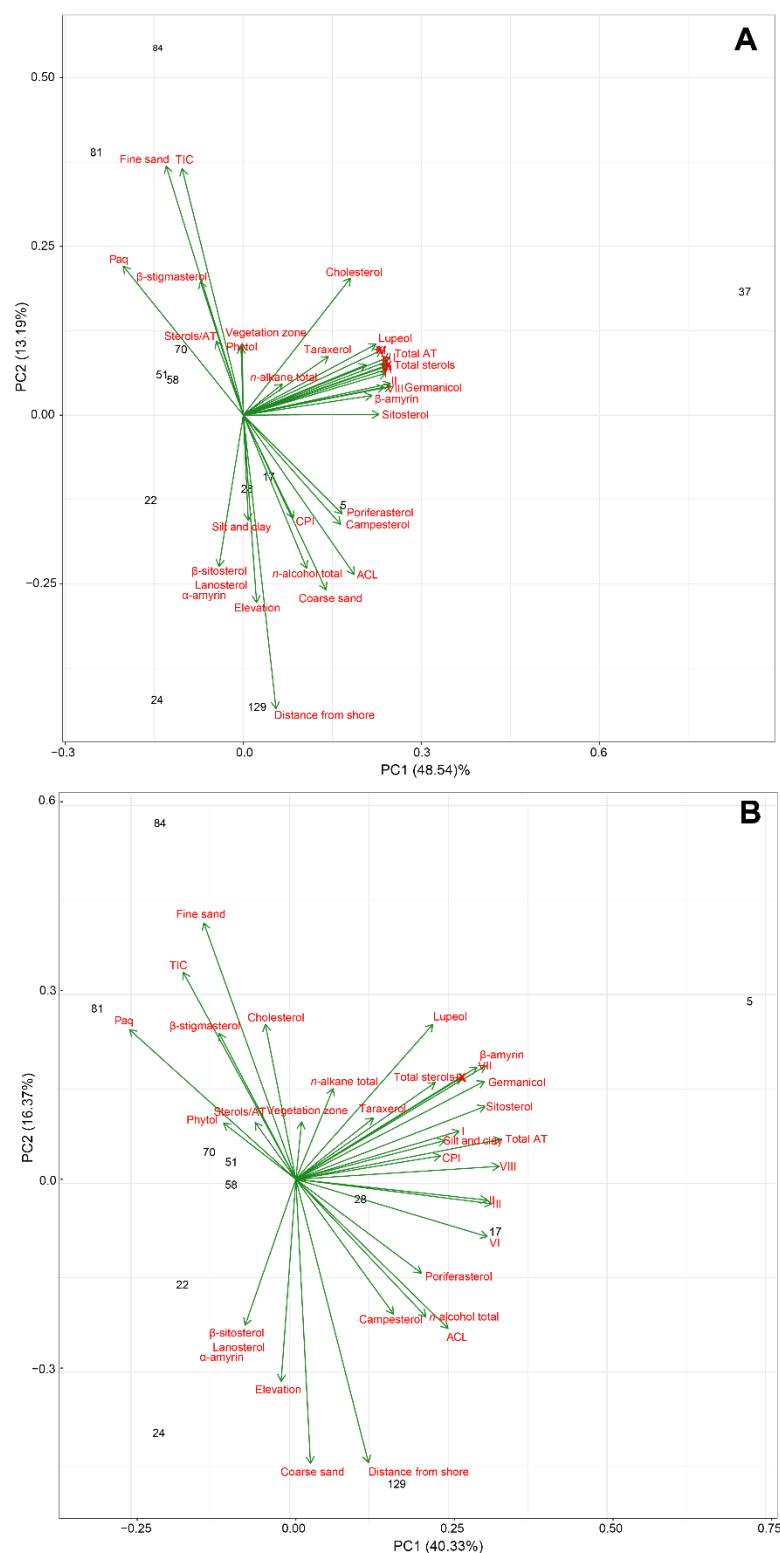 A
84
0.50
81
Fine sand TIC
Paq
β-stigmasterol
Cholesterol
0.25
37
Sterols/AT
Vegetation zone
Phytol
70
Taraxerol
Lupeol
Total AT
Total sterols
51
58
n-alkane total
II
VIII Germanicol
β-amyrin
0.00
Sitosterol
PC2 (13.19%)
17
28
22
5
Poriferasterol
Campesterol
Silt and clay
CPI
β-sitosterol
n-alcohol total
ACL
Lanosterol
α-amyrin
Coarse sand
−0.25
Elevation
24
129
Distance from shore
−0.3
0.0
0.3
0.6
PC1 (48.54)%
B
0.6
84
Fine sand
TIC
81
Paq
β-stigmasterol
Cholesterol
Lupeol
5
0.3
β-amyrin
VII
n-alkane total
Total sterols X
Germanicol
Sterols/AT
Vegetation zone
Phytol
Taraxerol
Sitosterol
I
Silt and clay
Total AT
70
51
CPI
VIII
58
0.0
PC2 (16.37%)
28
II
III
17
VI
22
Poriferasterol
Campesterol
n-alcohol total
ACL
β-sitosterol
Lanosterol
α-amyrin
−0.3
Elevation
24
Coarse sand
Distance from shore
129
−0.25
0.00
0.25
0.50
0.75
PC1 (40.33%)